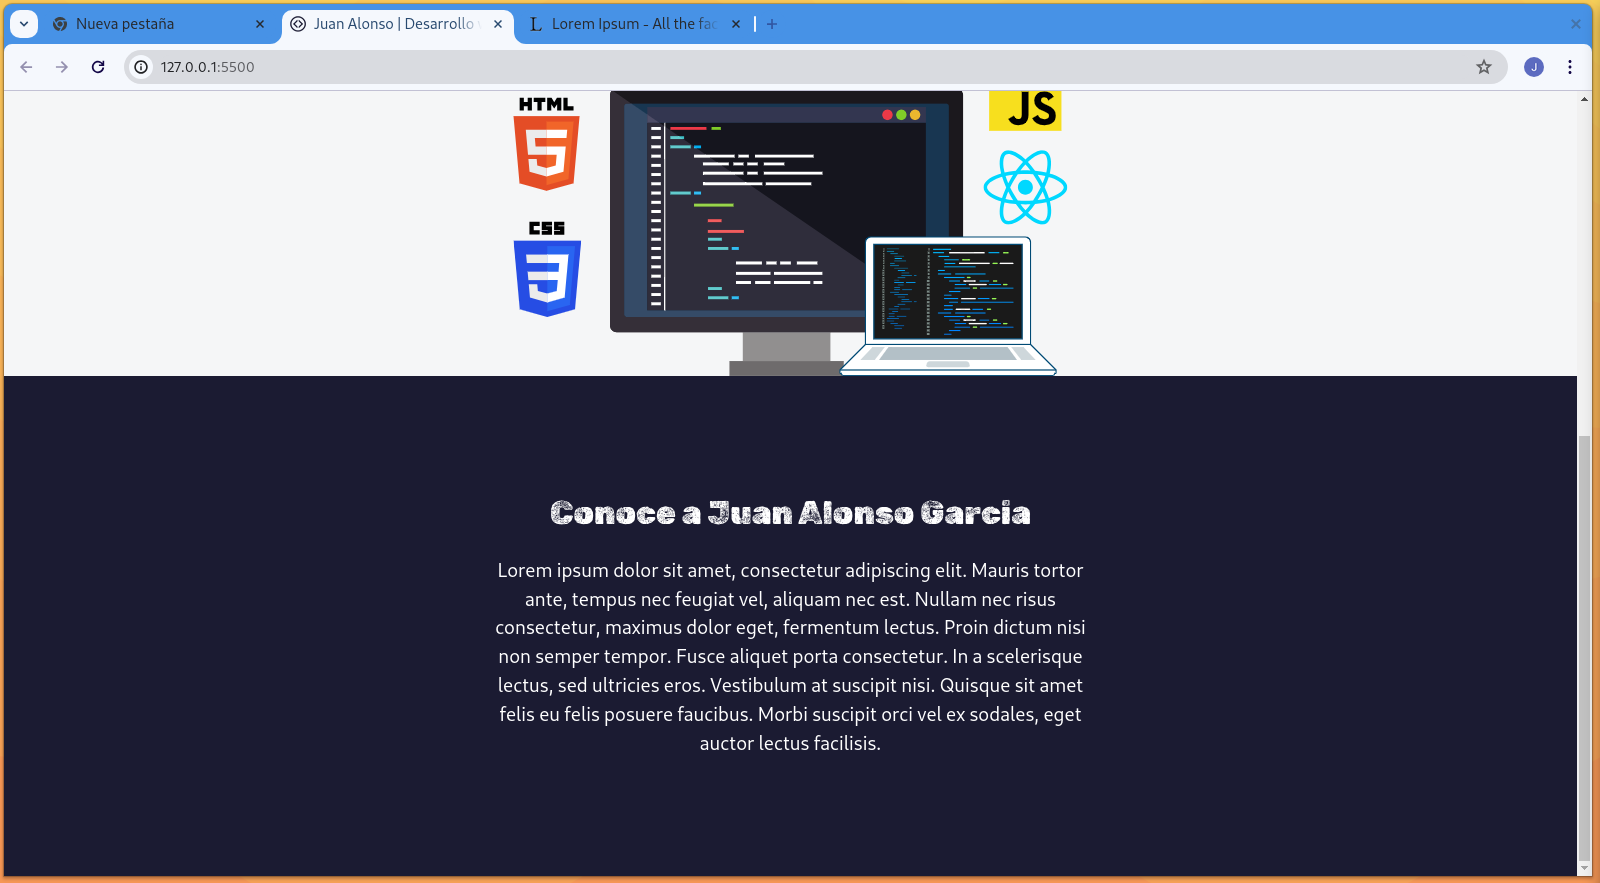 Nueva pestaña
Juan Alonso | Desarrollo
Lorem Ipsum - All the fac
127.0.0.1:5500
J
HTML
JS
CSS
Conoce a Juan Alonso Garcia
Lorem ipsum dolor sit amet, consectetur adipiscing elit. Mauris tortor
ante, tempus nec feugiat vel, aliquam nec est. Nullam nec risus
consectetur, maximus dolor eget, fermentum lectus. Proin dictum nisi
non semper tempor. Fusce aliquet porta consectetur. In a scelerisque
lectus, sed ultricies eros. Vestibulum at suscipit nisi. Quisque sit amet
felis eu felis posuere faucibus. Morbi suscipit orci vel ex sodales, eget
auctor lectus facilisis.